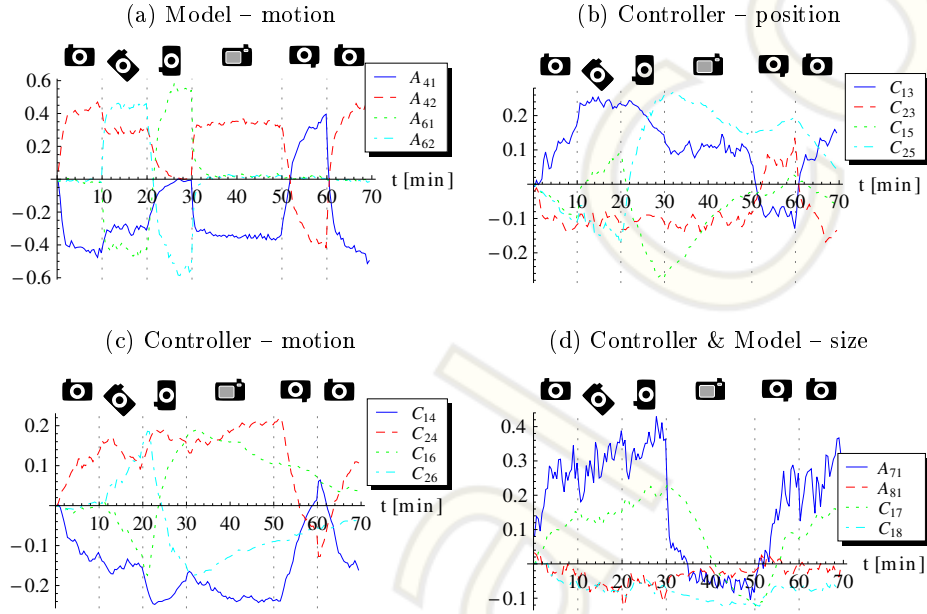 (a) Model – motion
0.6
0.4
0.2
−0.2
−0.4
−0.6
10 20 30 40 50 60 70
t [min]
A41
A42
A61
A62
(b) Controller – position
0.2
0.1
−0.1
−0.2
10 20 30 40 50 60 70
t [min]
C13
C23
C15
C25
(c) Controller – motion
0.2
0.1
−0.1
−0.2
10 20 30 40 50 60 70
t [min]
C14
C24
C16
C26
(d) Controller & Model – size
0.4
0.3
0.2
0.1
−0.1
10 20 30 40 50 60 70
t [min]
A71
A81
C17
C18